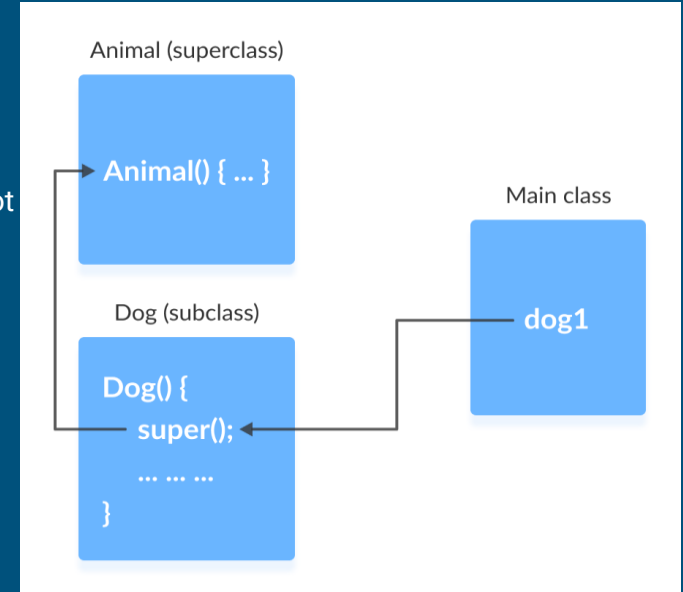 Animal (superclass)
Animal() { ... }
Main class
Dog (subclass)
dog1
Dog() {
super();
... ... ...
}